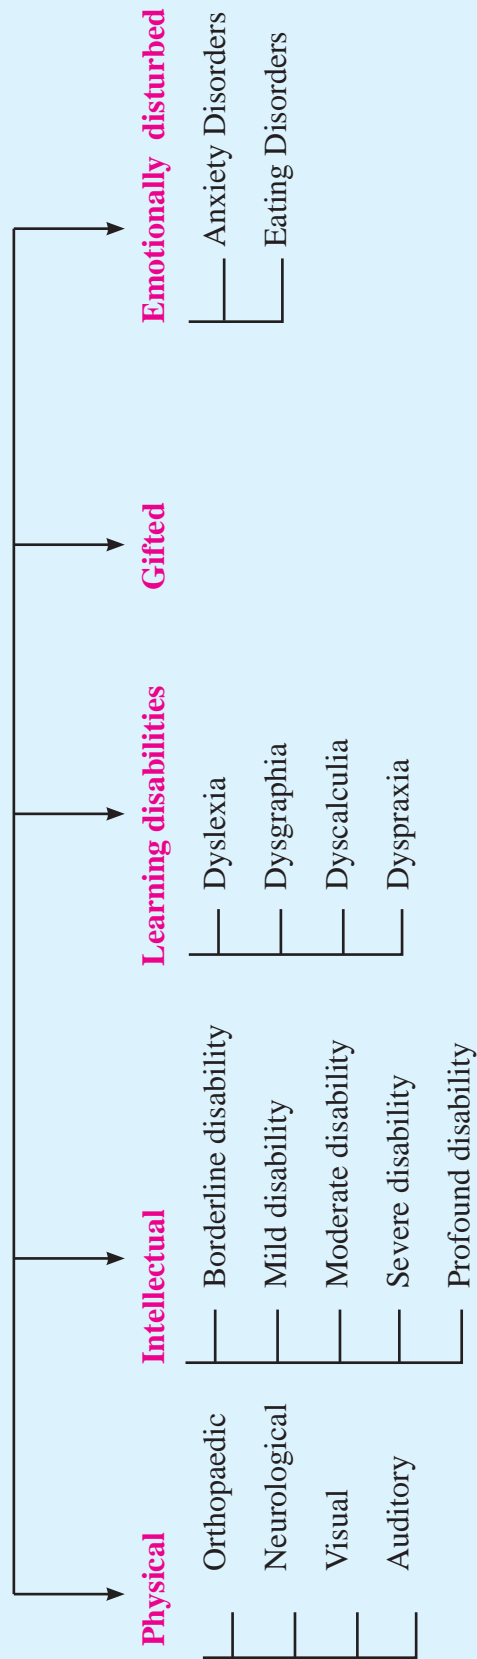 Physical
Orthopaedic
Neurological
Visual
Auditory
Intellectual
Borderline disability
Mild disability
Moderate disability
Severe disability
Profound disability
Learning disabilities
Dyslexia
Dysgraphia
Dyscalculia
Dyspraxia
Gifted
Emotionally disturbed
Anxiety Disorders
Eating Disorders